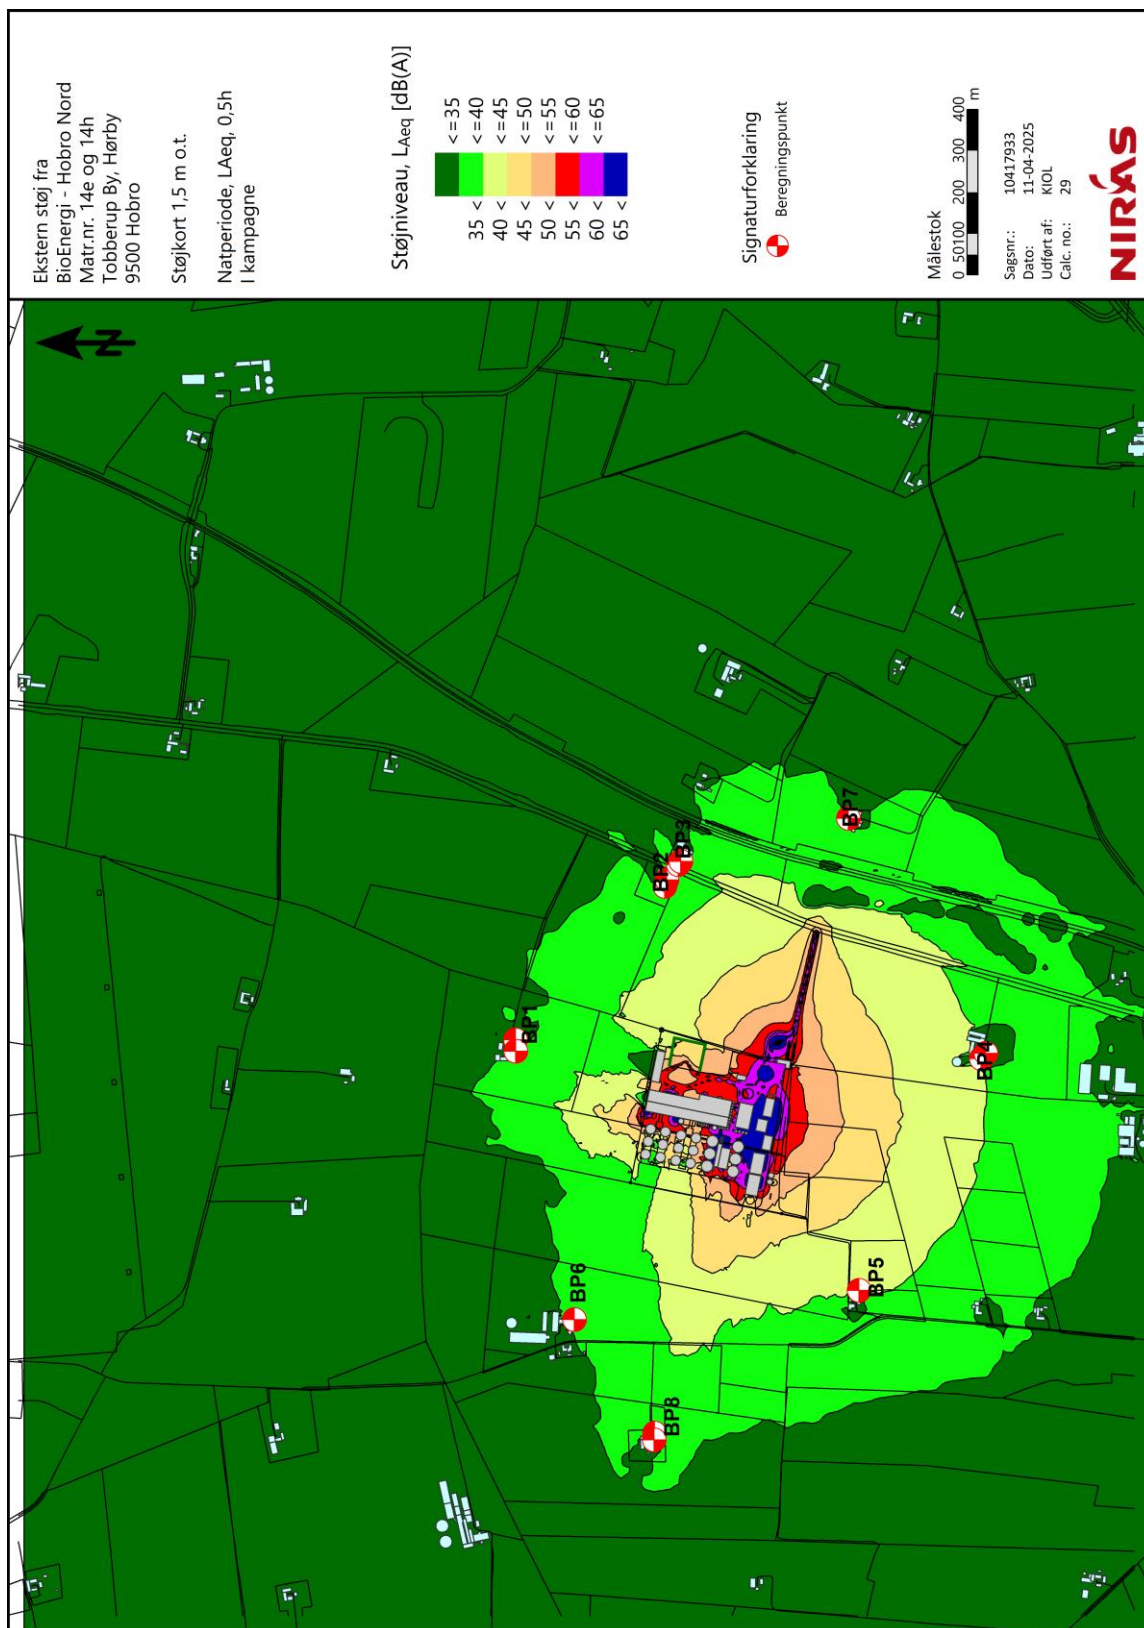 Ekstern støj fra
BioEnergi - Hobro Nord
Matr.nr. 14e og 14h
Tobberup By, Hørby
9500 Hobro
Støjkort 1,5 m o.t.
Natperiode, LAeq, 0,5h
I kampagne
Støjniveau, LAeq [dB(A)]
<=35
35 < <=40
40 < <=45
45 < <=50
50 < <=55
55 < <=60
60 < <=65
65 <
Signaturforklaring
Beregningspunkt
Målestok
0 50100 200 300 400
m
Sagsnr.: 10417933
Dato: 11-04-2025
Udført af: KIOL
Calc. no.: 29
NIRAS
N
BP1
BP2
BP3
BP4
BP5
BP6
BP7
BP8